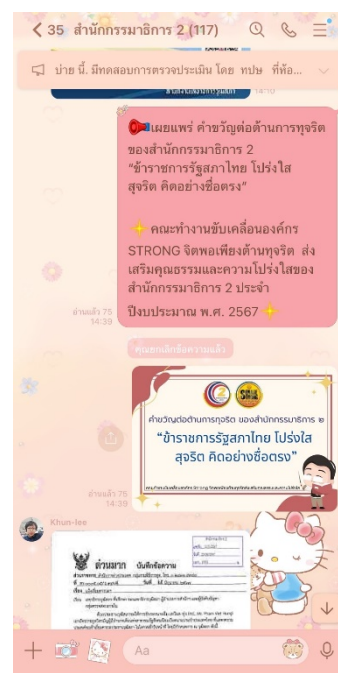 35 สำนักกรรมาธิการ 2 (117)
บ่าย นี้. มีทดสอบการตรวจประเมิน โดย ทปษ ที่ห้อ...
14:10
เผยแพร่ คำขวัญต่อต้านการทุจริต
ของสำนักกรรมาธิการ 2
“ข้าราชการรัฐสภาไทย โปร่งใส
สุจริต คิดอย่างซื่อตรง”
คณะทำงานขับเคลื่อนองค์กร
STRONG จิตพอเพียงต้านทุจริต ส่ง
เสริมคุณธรรมและความโปร่งใสของ
สำนักกรรมาธิการ 2 ประจำ
ปีงบประมาณ พ.ศ. 2567
อ่านแล้ว 75
14:39
คุณยกเลิกข้อความแล้ว
คำขวัญต่อต้านการทุจริต ของสำนักกรรมาธิการ ๒
“ข้าราชการรัฐสภาไทย โปร่งใส
สุจริต คิดอย่างซื่อตรง”
อ่านแล้ว 75
14:39
Khun-lee
ด่วนมาก บันทึกข้อความ
Aa